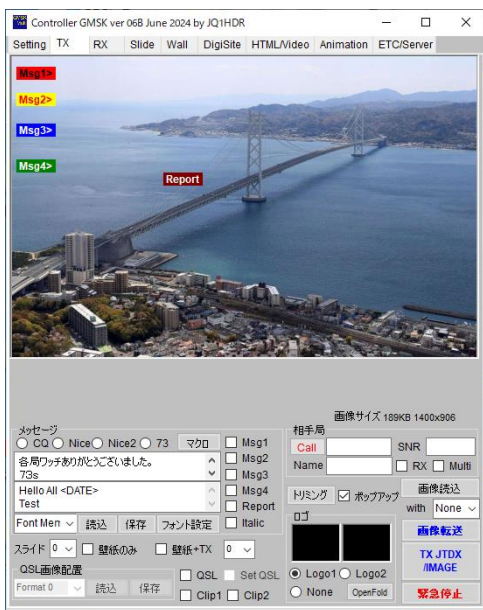 Controller GMSK ver 06B June 2024 by JQ1HDR
Setting TX RX Slide Wall DigiSite HTML/Video Animation ETC/Server
Msg1>
Msg2>
Msg3>
Msg4>
Report
画像サイズ 189KB 1400x906
メッセージ
CQ Nice Nice2 73 マクロ
各局ワッチありがとうございました。
73s
Hello All <DATE>
Test
Msg1
Msg2
Msg3
Msg4
Report
Italic
Font Men 読込 保存 フォント設定
スライド 0 壁紙のみ 壁紙+TX 0
QSL画像配置
Format 0 読込 保存
QSL Set QSL
Clip1 Clip2
相手局
Call SNR
Name RX Multi
トリミング ポップアップ
ロゴ
Logo1 Logo2
None OpenFold
画像読込
with None
画像転送
TX JTDX
/IMAGE
緊急停止